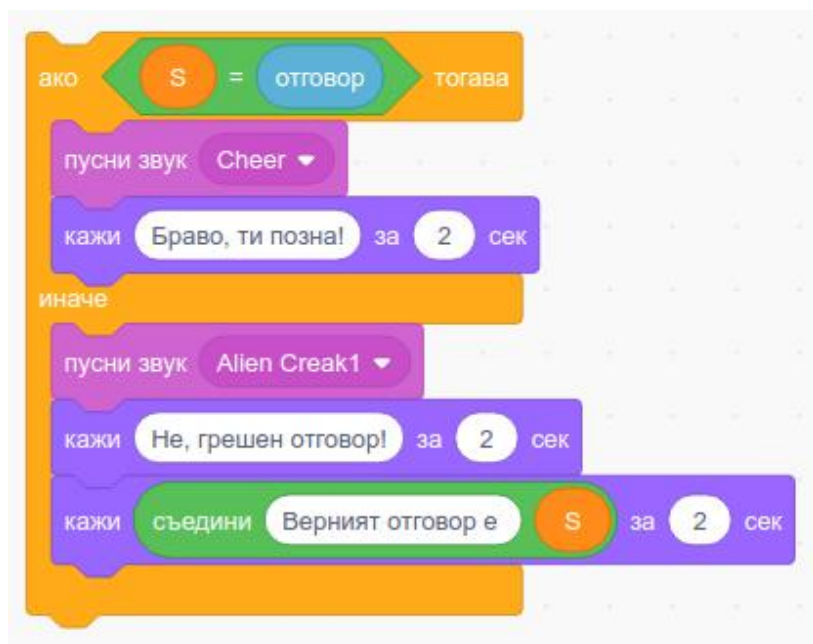 ако S = отговор тогава
пусни звук Cheer
кажи Браво, ти позна! за 2 сек
иначе
пусни звук Alien Creak1
кажи Не, грешен отговор! за 2 сек
кажи съедини Верният отговор е S за 2 сек